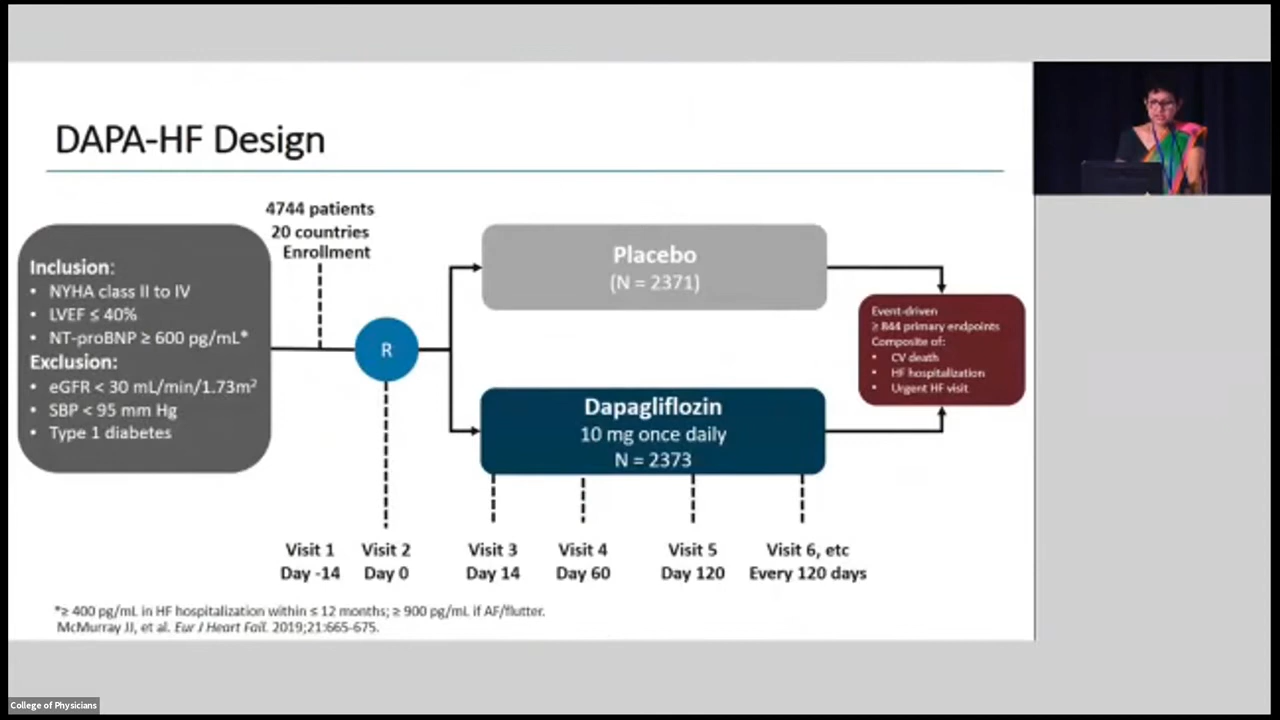 DAPA-HF Design
4744 patients
20 countries
Enrollment
Inclusion:
• NYHA class II to IV
• LVEF ≤ 40%
• NT-proBNP ≥ 600 pg/mL*
Exclusion:
• eGFR < 30 mL/min/1.73m²
• SBP < 95 mm Hg
• Type 1 diabetes
R
Placebo
(N = 2371)
Dapagliflozin
10 mg once daily
N = 2373
Event-driven
≥ 844 primary endpoints
Composite of:
• CV death
• HF hospitalization
• Urgent HF visit
Visit 1
Day -14
Visit 2
Day 0
Visit 3
Day 14
Visit 4
Day 60
Visit 5
Day 120
Visit 6, etc
Every 120 days
*≥ 400 pg/mL in HF hospitalization within ≤ 12 months; ≥ 900 pg/mL if AF/flutter.
McMurray JJ, et al. Eur J Heart Fail. 2019;21:665-675.
College of Physicians